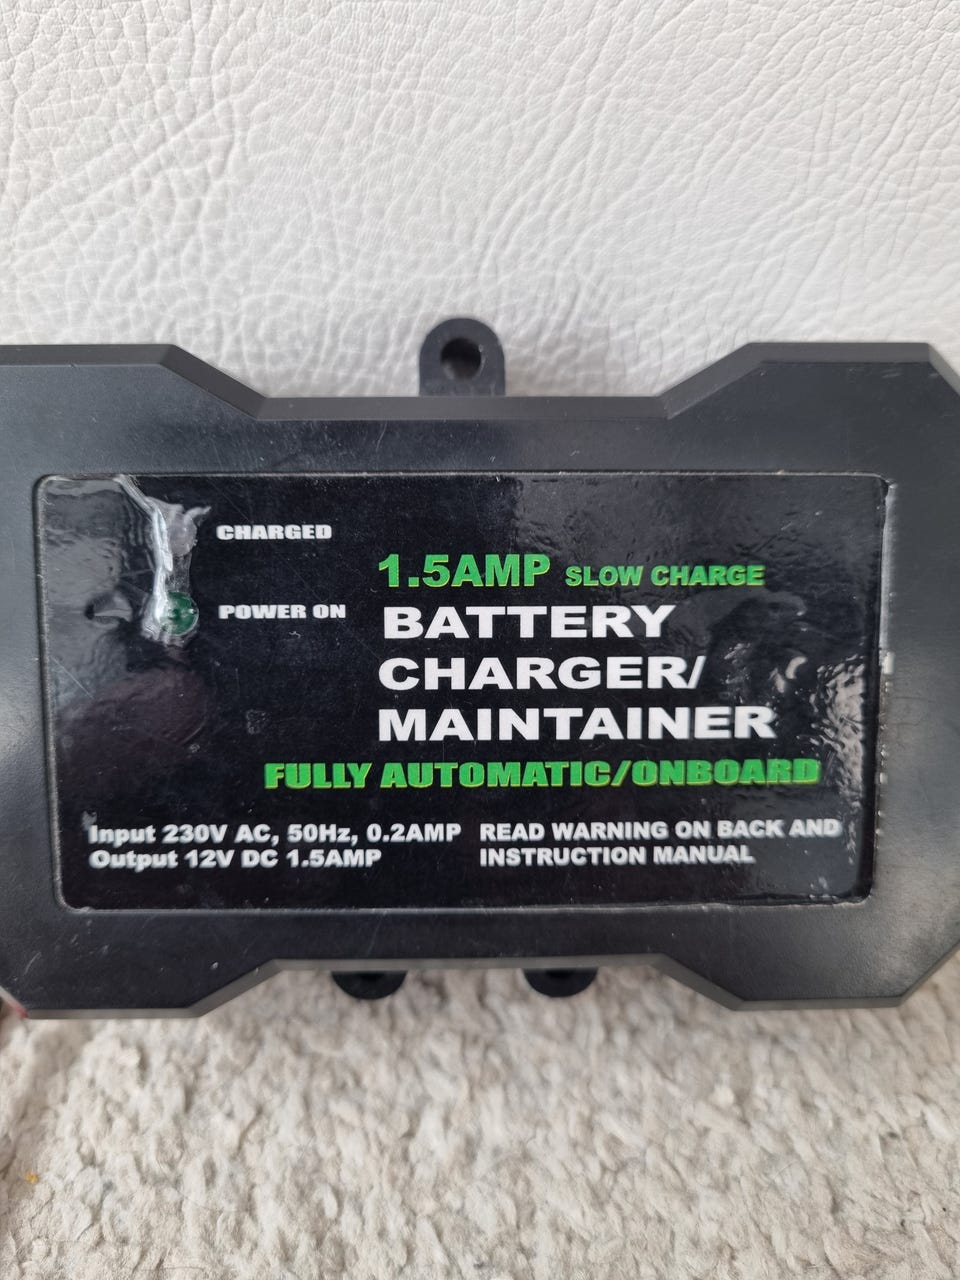 CHARGED
1.5AMP SLOW CHARGE
POWER ON
BATTERY
CHARGER/
MAINTAINER
FULLY AUTOMATIC/ONBOARD
Input 230V AC, 50Hz, 0.2AMP
Output 12V DC 1.5AMP
READ WARNING ON BACK AND
INSTRUCTION MANUAL